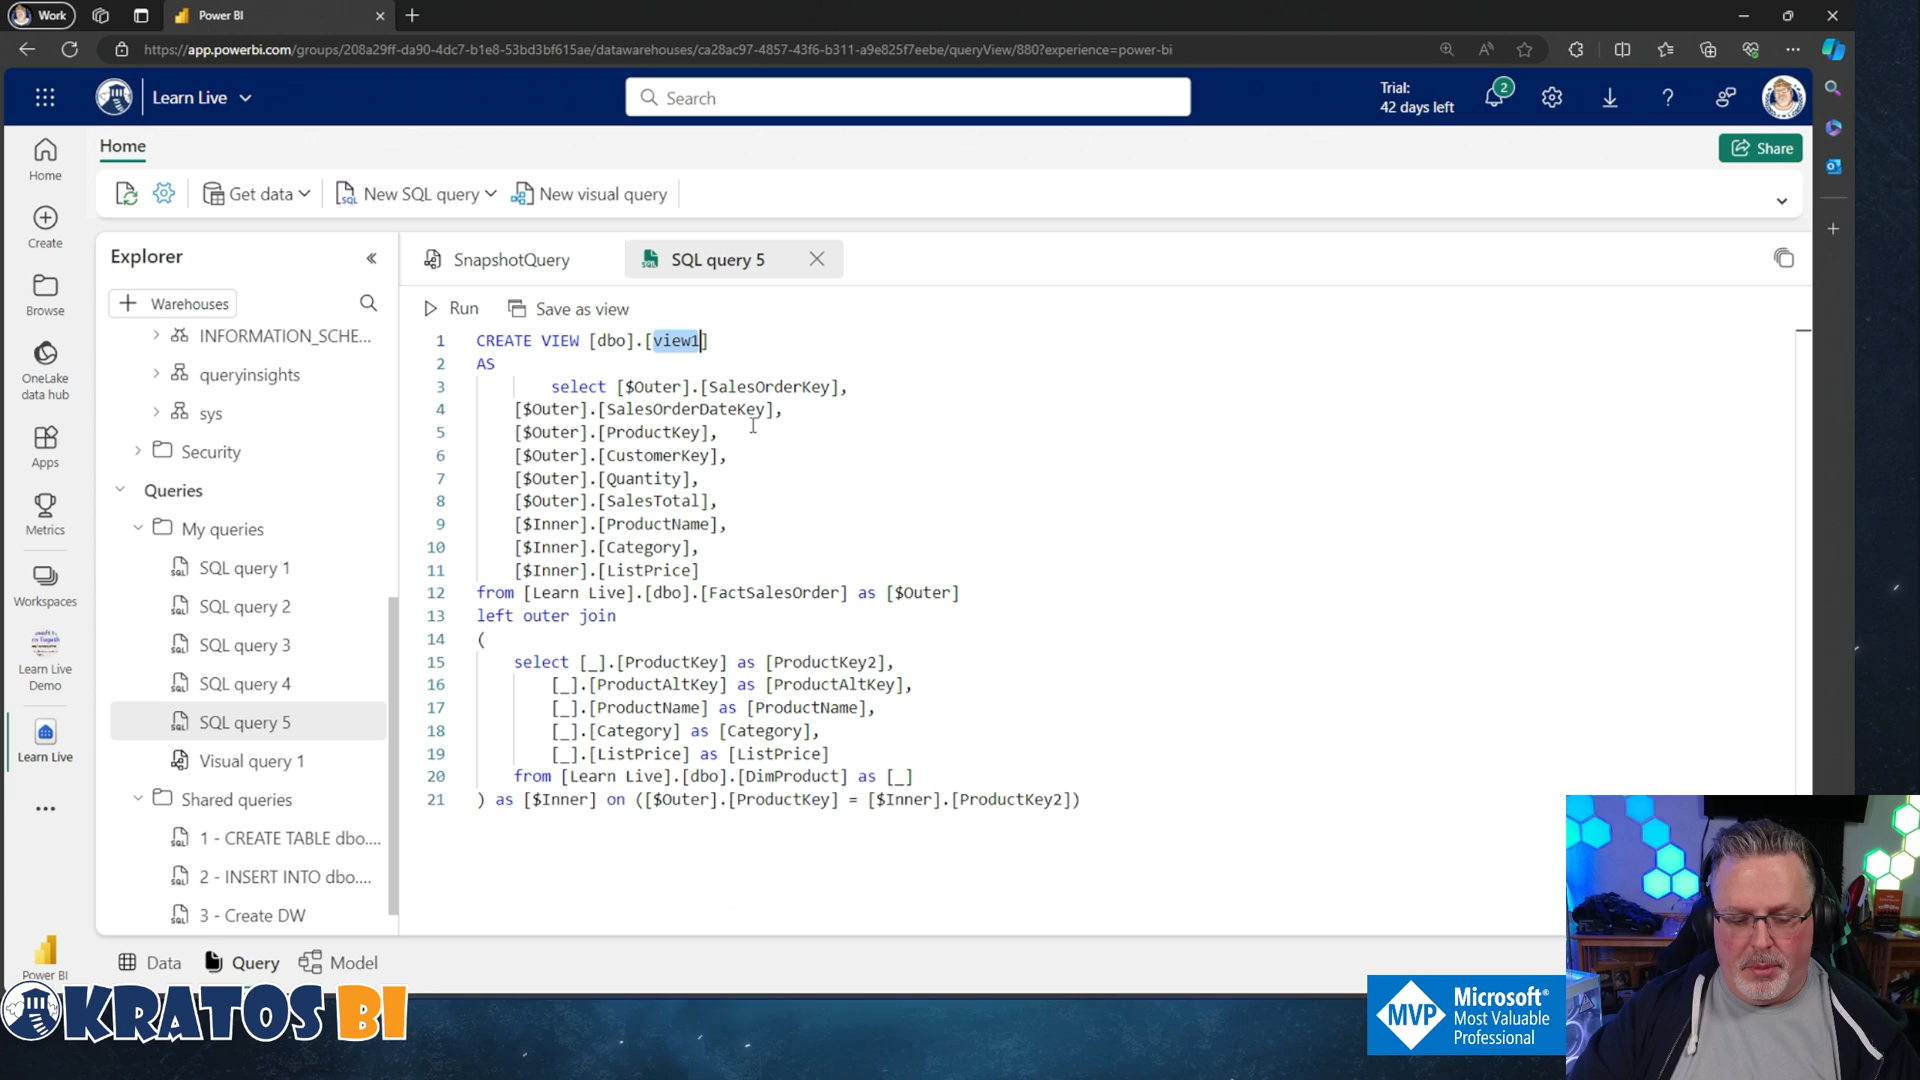 Work
Power BI
https://app.powerbi.com/groups/208a29ff-da90-4dc7-b1e8-53bd3bf615ae/datawarehouses/ca28ac97-4857-43f6-b311-a9e825f7eebe/queryView/880?experience=power-bi
Learn Live
Search
Trial:
42 days left
2
Home
Share
Get data
New SQL query
New visual query
Home
Create
Browse
OneLake
data hub
Apps
Metrics
Workspaces
Learn Live
Demo
Learn Live
Power BI
Explorer
Warehouses
INFORMATION_SCHE...
queryinsights
sys
Security
Queries
My queries
SQL query 1
SQL query 2
SQL query 3
SQL query 4
SQL query 5
Visual query 1
Shared queries
1 - CREATE TABLE dbo....
2 - INSERT INTO dbo....
3 - Create DW
SnapshotQuery
SQL query 5
Run
Save as view
1 CREATE VIEW [dbo].[view1]
2 AS
3 select [$Outer].[SalesOrderKey],
4 [$Outer].[SalesOrderDateKey],
5 [$Outer].[ProductKey],
6 [$Outer].[CustomerKey],
7 [$Outer].[Quantity],
8 [$Outer].[SalesTotal],
9 [$Inner].[ProductName],
10 [$Inner].[Category],
11 [$Inner].[ListPrice]
12 from [Learn Live].[dbo].[FactSalesOrder] as [$Outer]
13 left outer join
14 (
15 select [_].[ProductKey] as [ProductKey2],
16 [_].[ProductAltKey] as [ProductAltKey],
17 [_].[ProductName] as [ProductName],
18 [_].[Category] as [Category],
19 [_].[ListPrice] as [ListPrice]
20 from [Learn Live].[dbo].[DimProduct] as [_]
21 ) as [$Inner] on ([$Outer].[ProductKey] = [$Inner].[ProductKey2])
Data
Query
Model
KRATOS BI
MVP
Microsoft®
Most Valuable
Professional